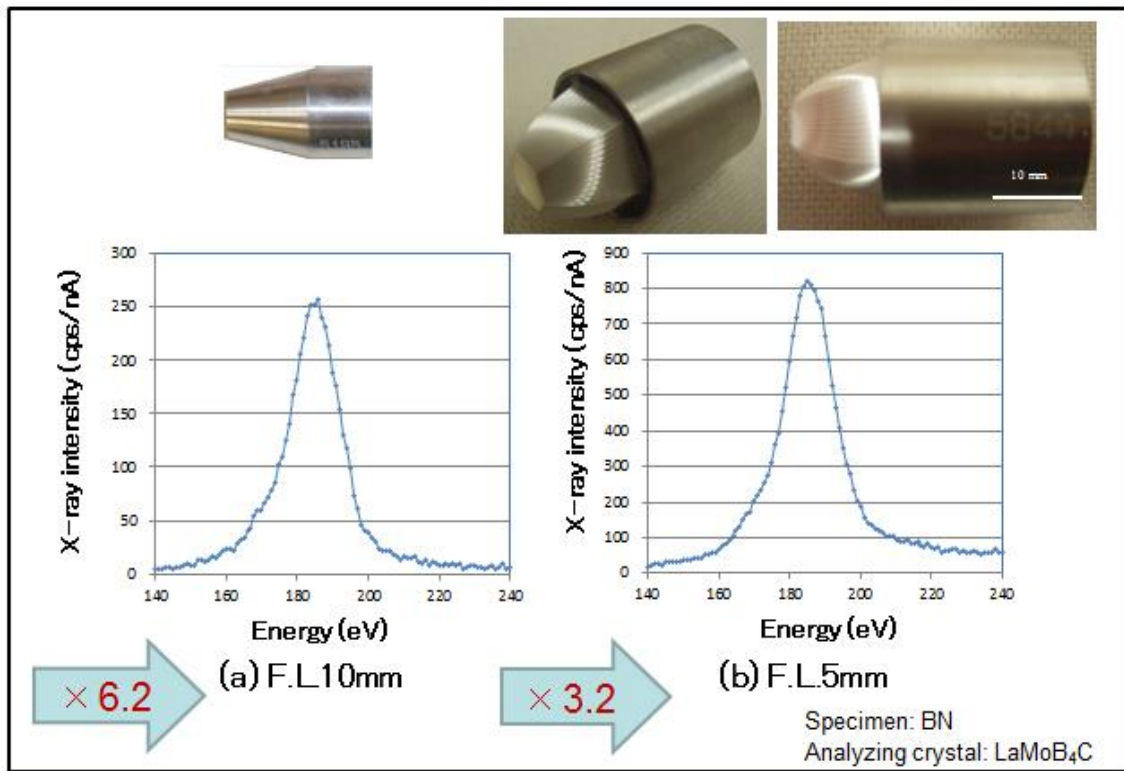 5844.
10 mm
X-ray intensity (cps/nA)
300
250
200
150
100
50
0
140 160 180 200 220 240
Energy (eV)
X-ray intensity (cps/nA)
900
800
700
600
500
400
300
200
100
0
140 160 180 200 220 240
Energy (eV)
× 6.2
(a) F.L.10mm
× 3.2
(b) F.L.5mm
Specimen: BN
Analyzing crystal: LaMoB₄C